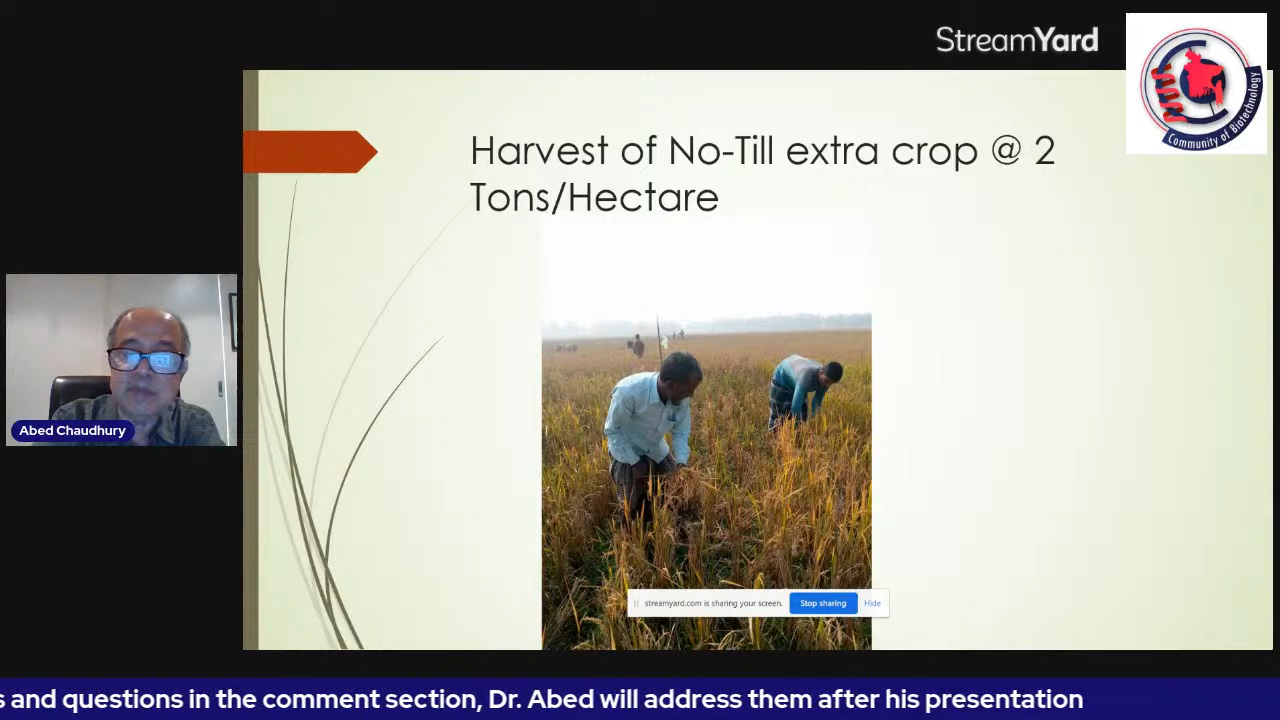 StreamYard
Community of Biotechnology
Harvest of No-Till extra crop @ 2
Tons/Hectare
Abed Chaudhury
streamyard.com is sharing your screen.
Stop sharing
Hide
s and questions in the comment section, Dr. Abed will address them after his presentation